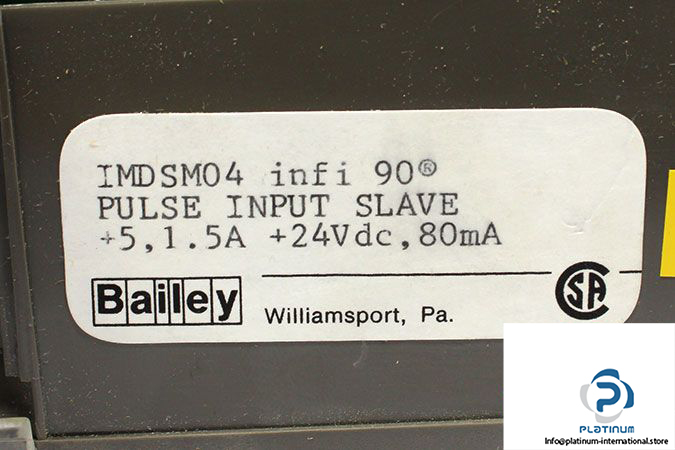 IMDSM04 infi 90®
PULSE INPUT SLAVE
+5,1.5A +24Vdc,80mA
Bailey
Williamsport, Pa.
CSA
PLATINUM
Info@platinum-international.store